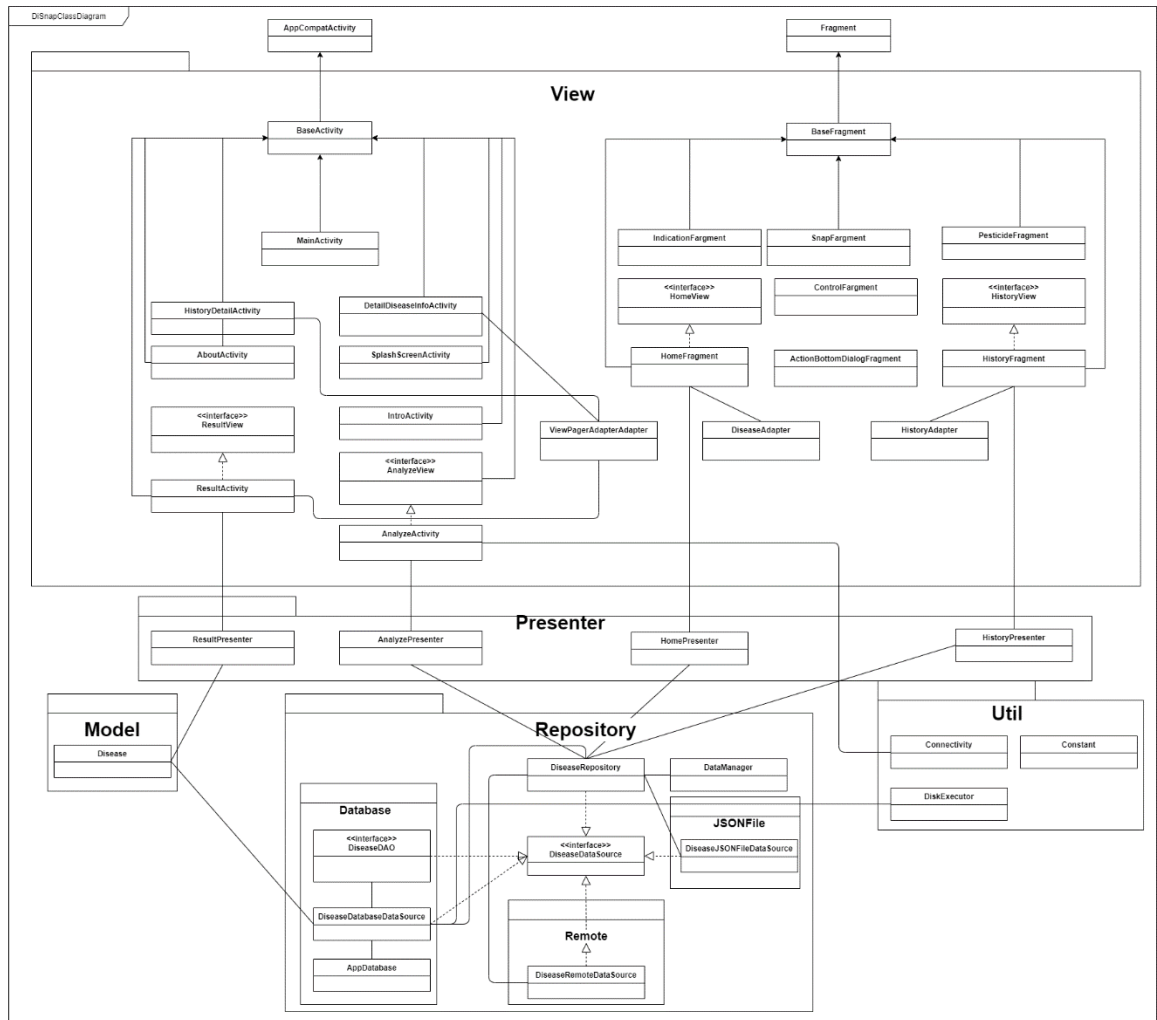 DiSnapClassDiagram
AppCompatActivity
Fragment
View
BaseActivity
BaseFragment
MainActivity
IndicationFargment
SnapFargment
PesticideFragment
HistoryDetailActivity
DetailDiseaseInfoActivity
<<interface>>
HomeView
ControlFargment
<<interface>>
HistoryView
AboutActivity
SplashScreenActivity
HomeFragment
ActionBottomDialogFragment
HistoryFragment
<<interface>>
ResultView
IntroActivity
ViewPagerAdapterAdapter
DiseaseAdapter
HistoryAdapter
<<interface>>
AnalyzeView
ResultActivity
AnalyzeActivity
Presenter
ResultPresenter
AnalyzePresenter
HomePresenter
HistoryPresenter
Model
Disease
Repository
Util
Connectivity
Constant
DiseaseRepository
DataManager
DiskExecutor
Database
JSONFile
<<interface>>
DiseaseDAO
<<interface>>
DiseaseDataSource
DiseaseJSONFileDataSource
DiseaseDatabaseDataSource
Remote
AppDatabase
DiseaseRemoteDataSource